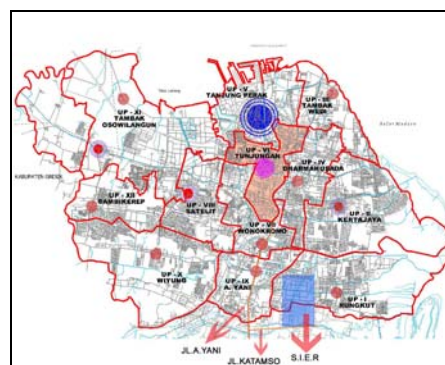 UP - V
TANJUNG PERAK
UP - III
TAMBAK
WEDI
UP - XI
TAMBAK
OSOWILANGUN
UP - VI
TUNJUNGAN
UP - IV
DHARMAHUSADA
KABUPATEN GRESIK
UP - XII
SAMBIKEREP
UP - VIII
SATELIT
UP - II
KERTAJAYA
UP - VII
WONOKROMO
UP - X
WIYUNG
UP - IX
A. YANI
UP - I
RUNGKUT
JL.A.YANI
JL.KATAMSO
S.I.E.R